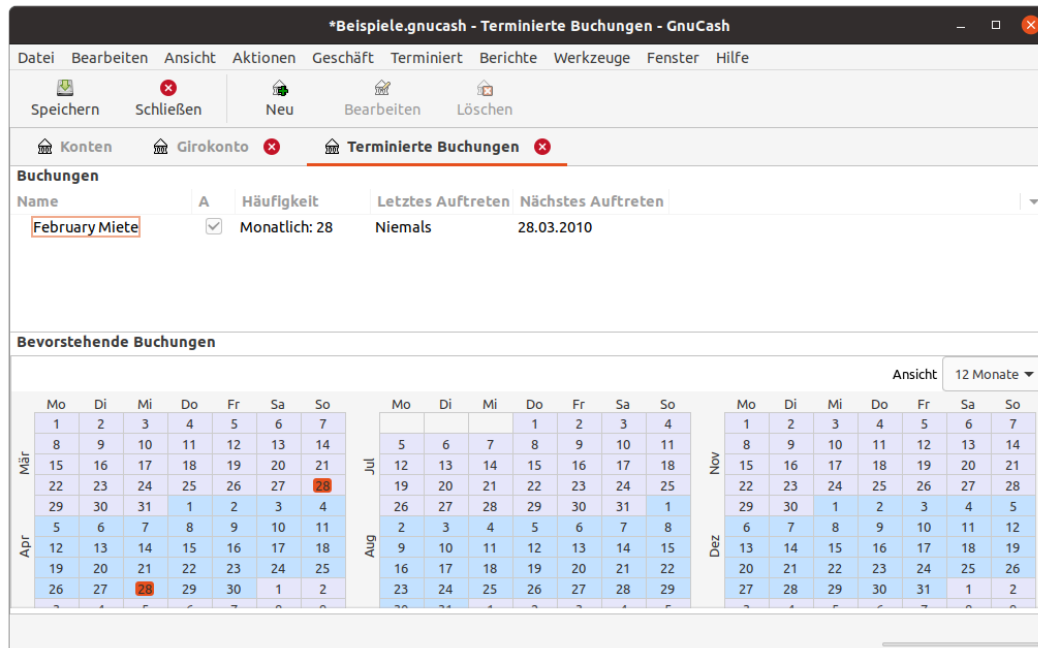 *Beispiele.gnucash - Terminierte Buchungen - GnuCash
Datei Bearbeiten Ansicht Aktionen Geschäft Terminiert Berichte Werkzeuge Fenster Hilfe
Speichern Schließen Neu Bearbeiten Löschen
Konten Girokonto Terminierte Buchungen
Buchungen
Name A Häufigkeit Letztes Auftreten Nächstes Auftreten
February Miete Monatlich: 28 Niemals 28.03.2010
Bevorstehende Buchungen
Ansicht 12 Monate
Mo Di Mi Do Fr Sa So Mo Di Mi Do Fr Sa So Mo Di Mi Do Fr Sa So
1 2 3 4 5 6 7 1 2 3 4 1 2 3 4 5 6 7
8 9 10 11 12 13 14 5 6 7 8 9 10 11 8 9 10 11 12 13 14
Mär 15 16 17 18 19 20 21 Jul 12 13 14 15 16 17 18 Nov 15 16 17 18 19 20 21
22 23 24 25 26 27 28 19 20 21 22 23 24 25 22 23 24 25 26 27 28
29 30 31 1 2 3 4 26 27 28 29 30 31 1 29 30 1 2 3 4 5
5 6 7 8 9 10 11 2 3 4 5 6 7 8 6 7 8 9 10 11 12
Apr 12 13 14 15 16 17 18 Aug 9 10 11 12 13 14 15 Dez 13 14 15 16 17 18 19
19 20 21 22 23 24 25 16 17 18 19 20 21 22 20 21 22 23 24 25 26
26 27 28 29 30 1 2 23 24 25 26 27 28 29 27 28 29 30 31 1 2